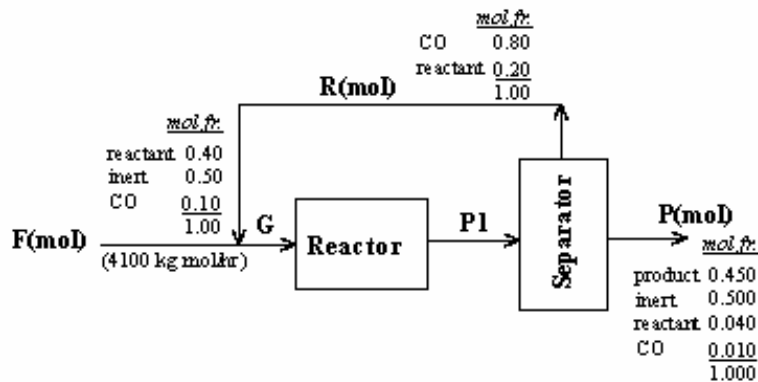 mol.fr.
CO 0.80
reactant 0.20
1.00
R(mol)
mol.fr.
reactant 0.40
inert 0.50
CO 0.10
1.00
F(mol)
(4100 kg mol/hr)
G
Reactor
P1
Separator
P(mol)
mol.fr.
product 0.450
inert 0.500
reactant 0.040
CO 0.010
1.000